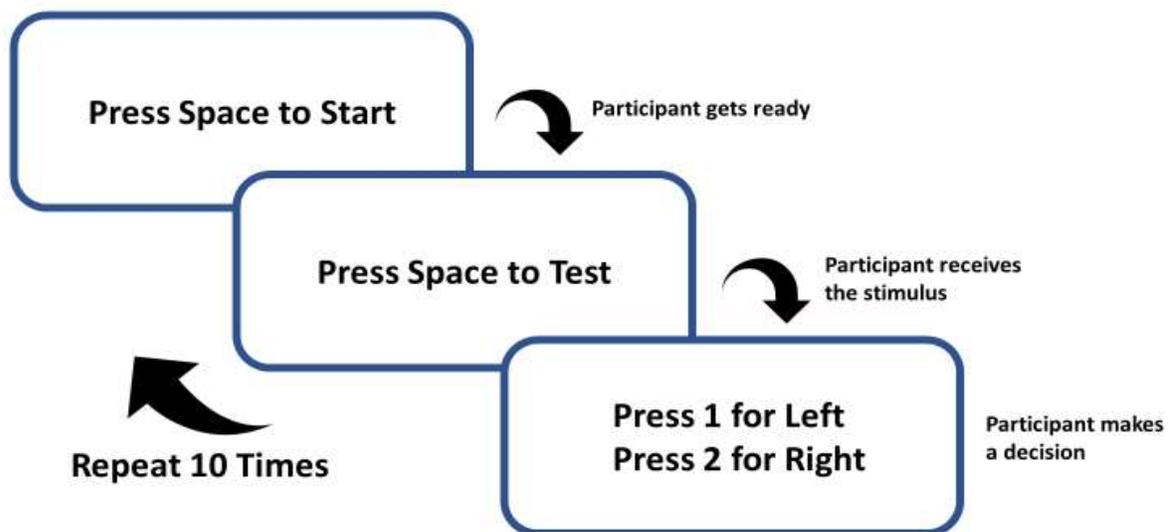 Press Space to Start
Participant gets ready
Press Space to Test
Participant receives
the stimulus
Press 1 for Left
Press 2 for Right
Participant makes
a decision
Repeat 10 Times